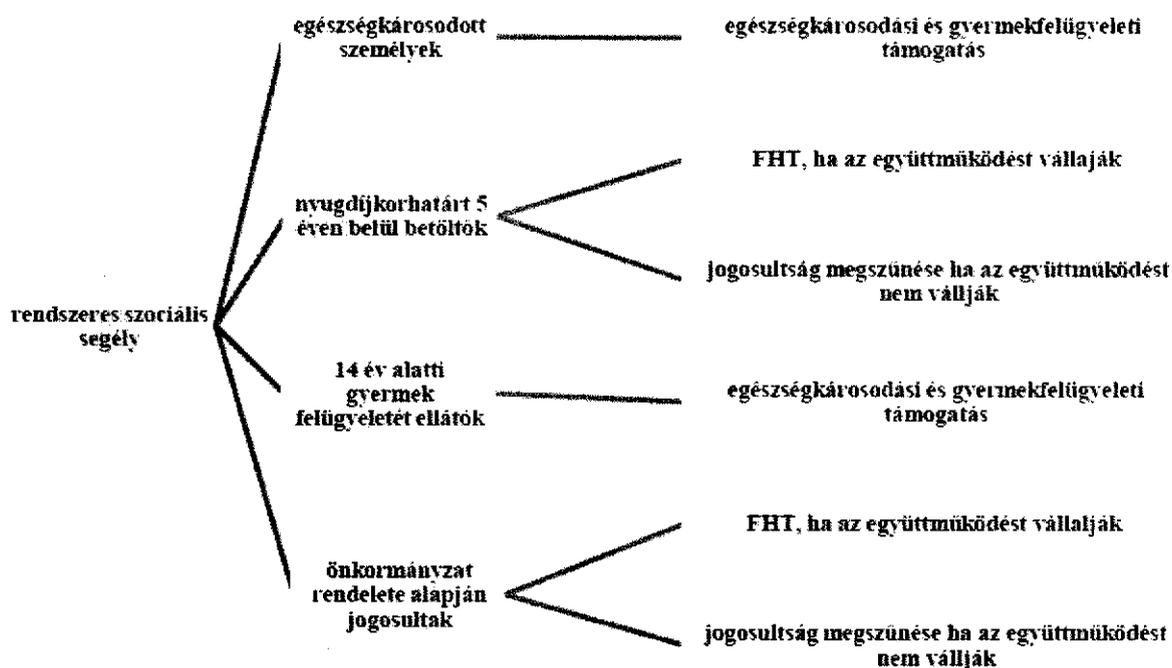 rendszeres szociális
segély
egészségkárosodott
személyek
egészségkárosodási és gyermekfelügyeleti
támogatás
nyugdíjkorhatárt 5
éven belül betöltők
FHT, ha az együttműködést vállaják
jogosultság megszűnése ha az együttműködést
nem vállják
14 év alatti
gyermek
felügyeletét ellátók
egészségkárosodási és gyermekfelügyeleti
támogatás
önkormányzat
rendelete alapján
jogosultak
FHT, ha az együttműködést vállalják
jogosultság megszűnése ha az együttműködést
nem vállják